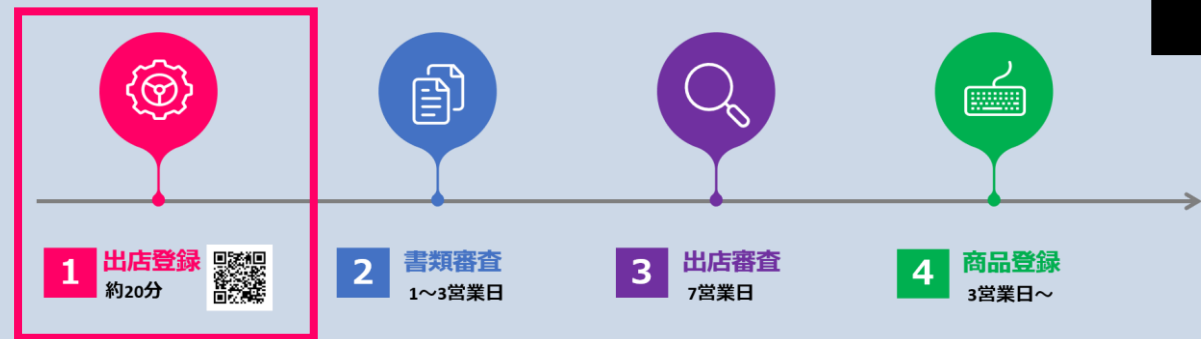 1
出店登録
約20分
2
書類審査
1～3営業日
3
出店審査
7営業日
4
商品登録
3営業日～